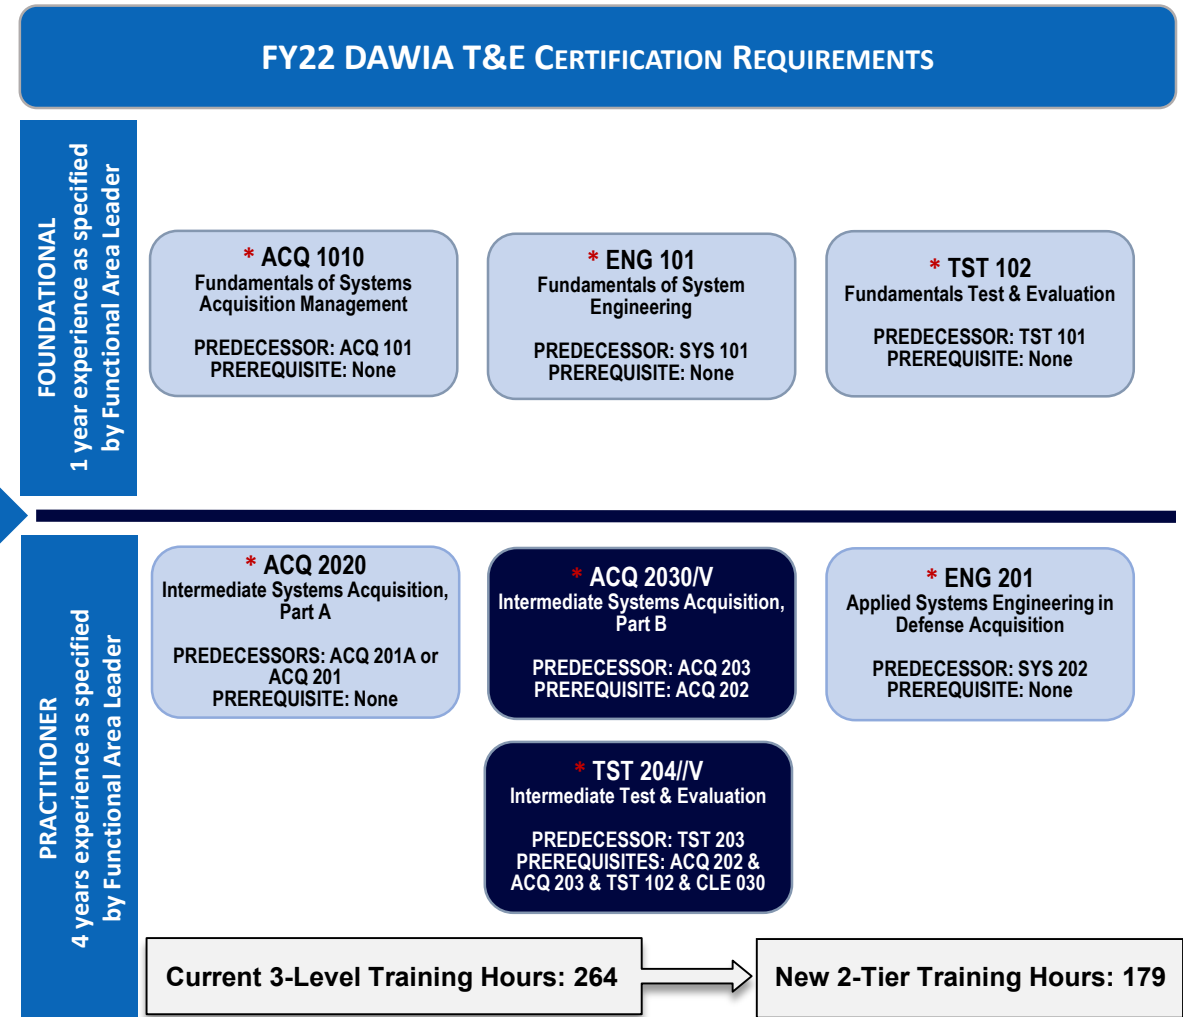 FY22 DAWIA T&E CERTIFICATION REQUIREMENTS
FOUNDATIONAL
1 year experience as specified
by Functional Area Leader
* ACQ 1010
Fundamentals of Systems
Acquisition Management
PREDECESSOR: ACQ 101
PREREQUISITE: None
* ENG 101
Fundamentals of System
Engineering
PREDECESSOR: SYS 101
PREREQUISITE: None
* TST 102
Fundamentals Test & Evaluation
PREDECESSOR: TST 101
PREREQUISITE: None
PRACTITIONER
4 years experience as specified
by Functional Area Leader
* ACQ 2020
Intermediate Systems Acquisition,
Part A
PREDECESSORS: ACQ 201A or
ACQ 201
PREREQUISITE: None
* ACQ 2030/V
Intermediate Systems Acquisition,
Part B
PREDECESSOR: ACQ 203
PREREQUISITE: ACQ 202
* ENG 201
Applied Systems Engineering in
Defense Acquisition
PREDECESSOR: SYS 202
PREREQUISITE: None
* TST 204//V
Intermediate Test & Evaluation
PREDECESSOR: TST 203
PREREQUISITES: ACQ 202 &
ACQ 203 & TST 102 & CLE 030
Current 3-Level Training Hours: 264
New 2-Tier Training Hours: 179